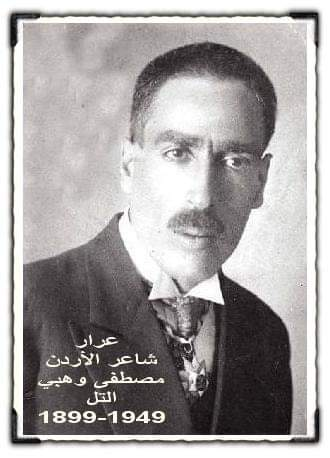 عرار
شاعر الأردن
مصطفى وهبي
التل
1899-1949